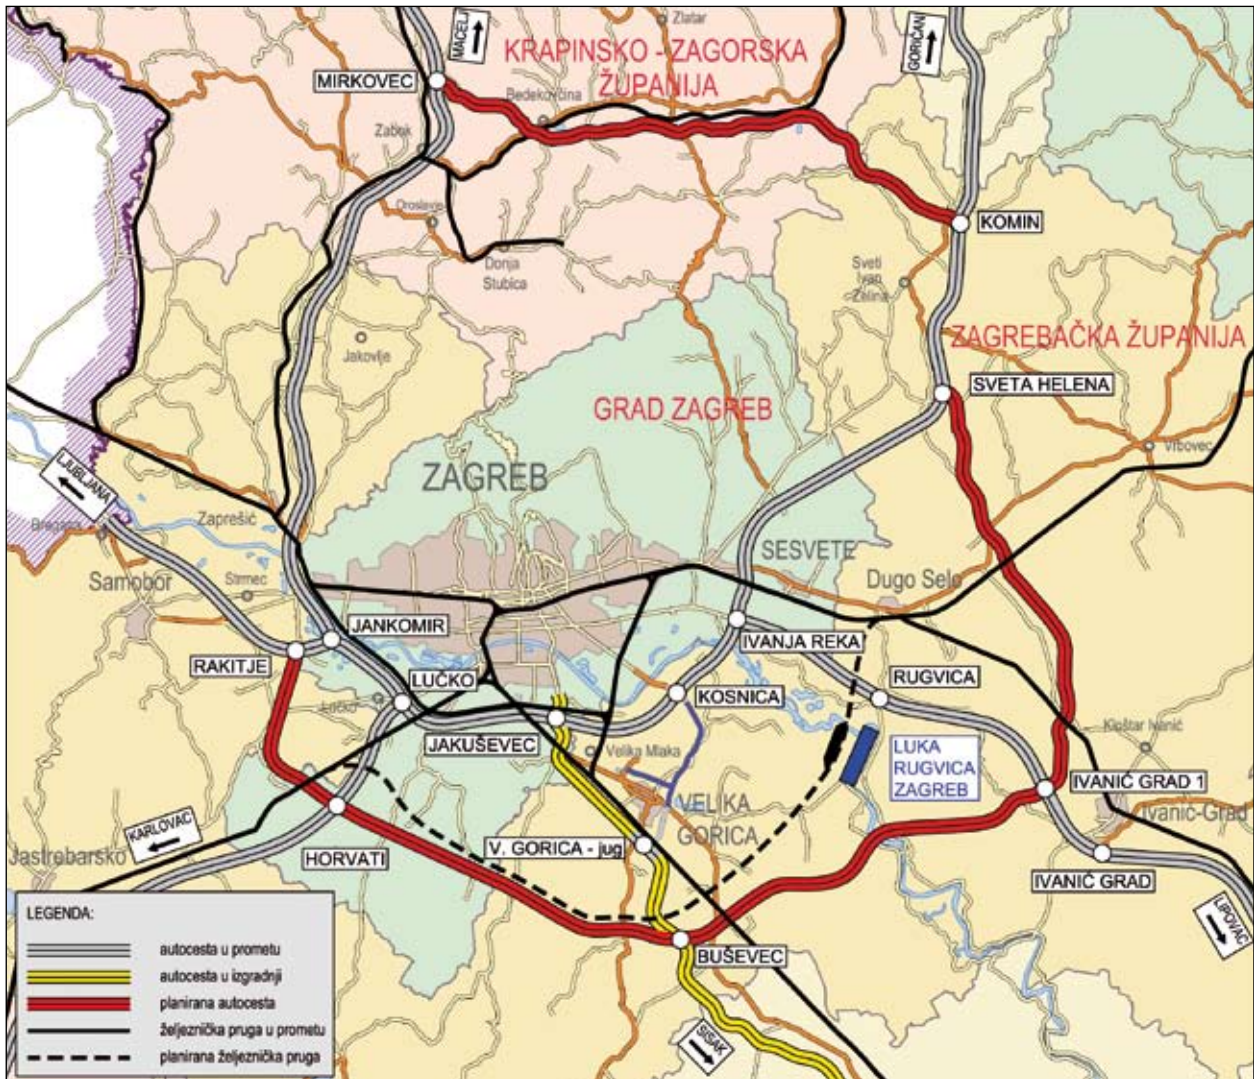 Zlatar
MACELJ
GORIČAN
KRAPINSKO - ZAGORSKA
ŽUPANIJA
MIRKOVEC
Bedekovčina
Zabok
Oroslavje
KOMIN
Donja
Stubica
Sveti
Ivan
Zelina
ZAGREBAČKA ŽUPANIJA
Jakovlje
SVETA HELENA
GRAD ZAGREB
Vrbovec
ZAGREB
LJUBLJANA
Bregana
Zaprešić
SESVETE
Samobor
Strmec
Dugo Selo
JANKOMIR
IVANJA REKA
RAKITJE
LUČKO
RUGVICA
KOSNICA
Lučko
JAKUŠEVEC
Velika Mlaka
Kloštar Ivanić
LUKA
RUGVICA
ZAGREB
IVANIĆ GRAD 1
VELIKA
GORICA
Ivanić-Grad
KARLOVAC
Jastrebarsko
HORVATI
V. GORICA - jug
IVANIĆ GRAD
LIPOVAC
BUŠEVEC
SISAK
LEGENDA:
autocesta u prometu
autocesta u izgradnji
planirana autocesta
željeznička pruga u prometu
planirana željeznička pruga